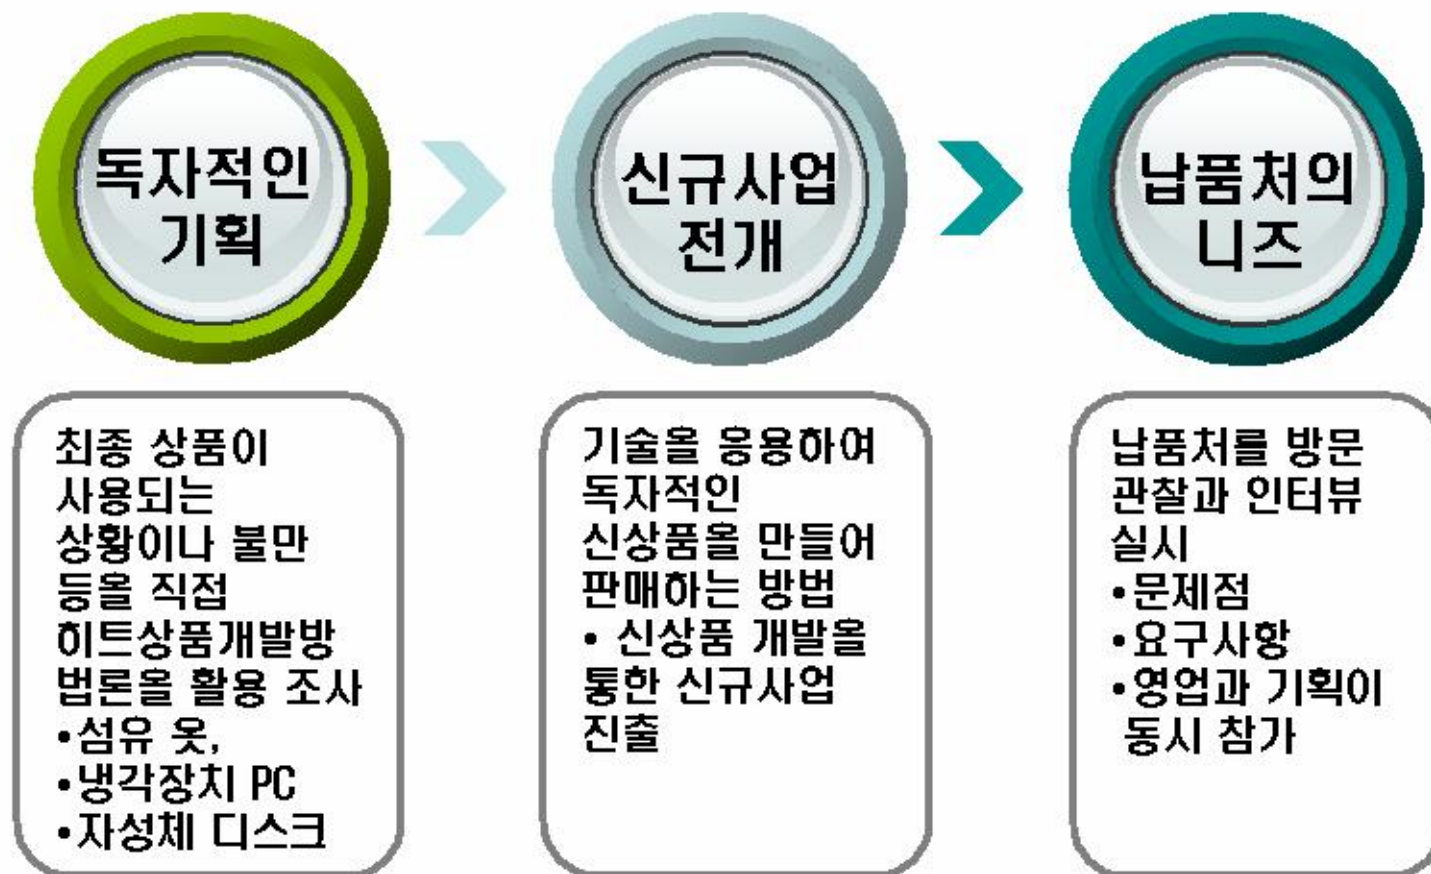 독자적인
기획
신규사업
전개
납품처의
니즈
최종 상품이
사용되는
상황이나 불만
등을 직접
히트상품개발방
법론을 활용 조사
•섬유 옷,
•냉각장치 PC
•자성체 디스크
기술을 응용하여
독자적인
신상품을 만들어
판매하는 방법
• 신상품 개발을
통한 신규사업
진출
납품처를 방문
관찰과 인터뷰
실시
•문제점
•요구사항
•영업과 기획이
동시 참가